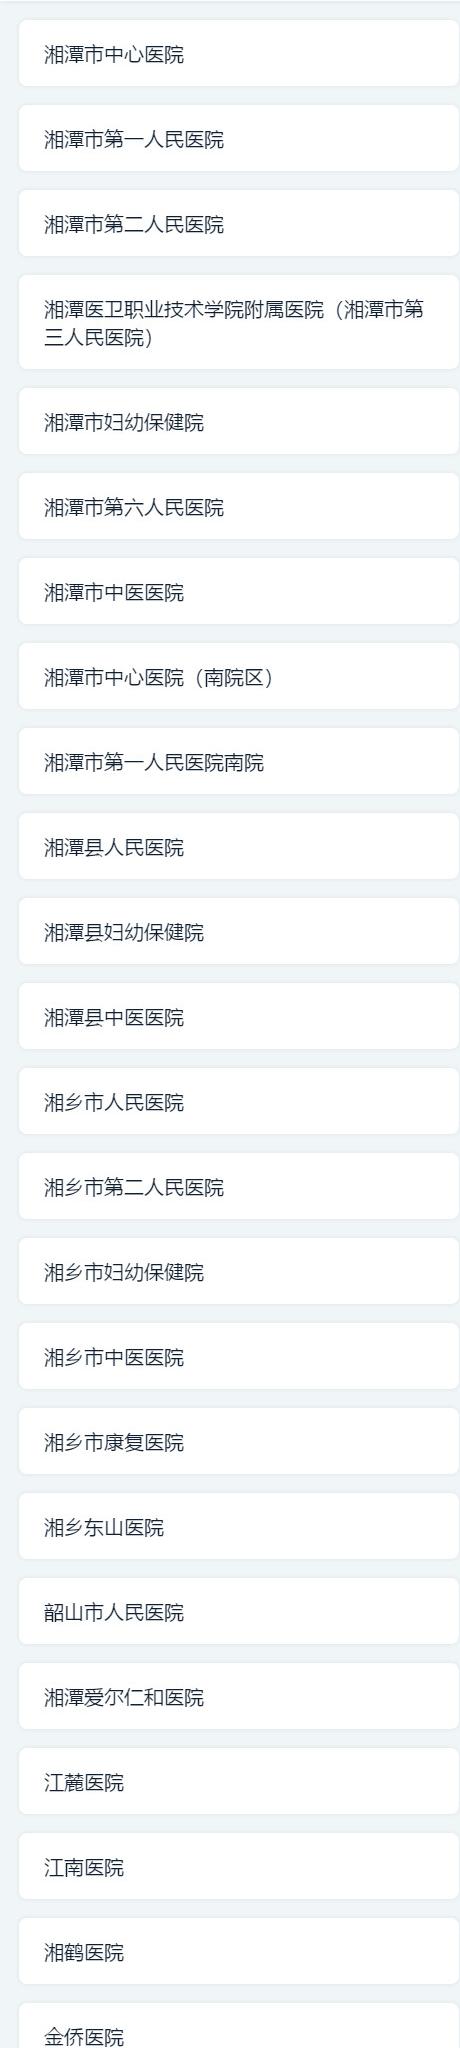 湘潭市中心医院
湘潭市第一人民医院
湘潭市第二人民医院
湘潭医卫职业技术学院附属医院（湘潭市第
三人民医院）
湘潭市妇幼保健院
湘潭市第六人民医院
湘潭市中医医院
湘潭市中心医院（南院区）
湘潭市第一人民医院南院
湘潭县人民医院
湘潭县妇幼保健院
湘潭县中医医院
湘乡市人民医院
湘乡市第二人民医院
湘乡市妇幼保健院
湘乡市中医医院
湘乡市康复医院
湘乡东山医院
韶山市人民医院
湘潭爱尔仁和医院
江麓医院
江南医院
湘鹤医院
金侨医院